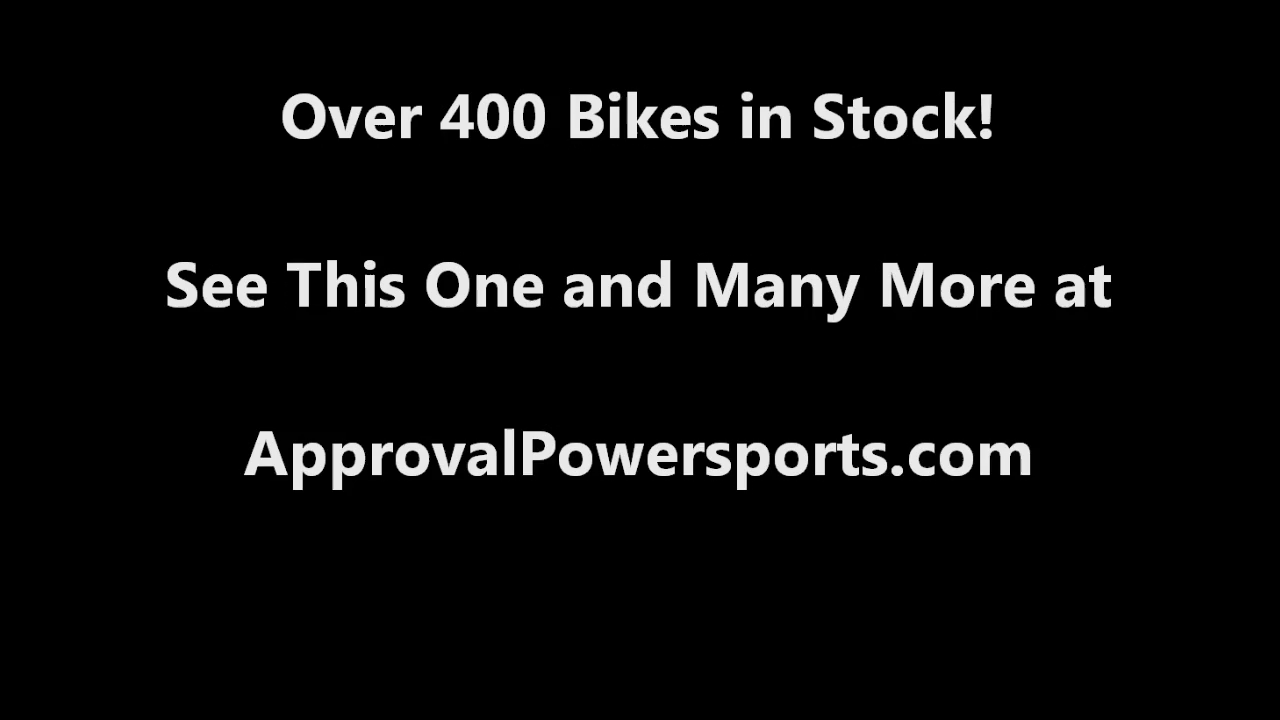 Over 400 Bikes in Stock!
See This One and Many More at
ApprovalPowersports.com